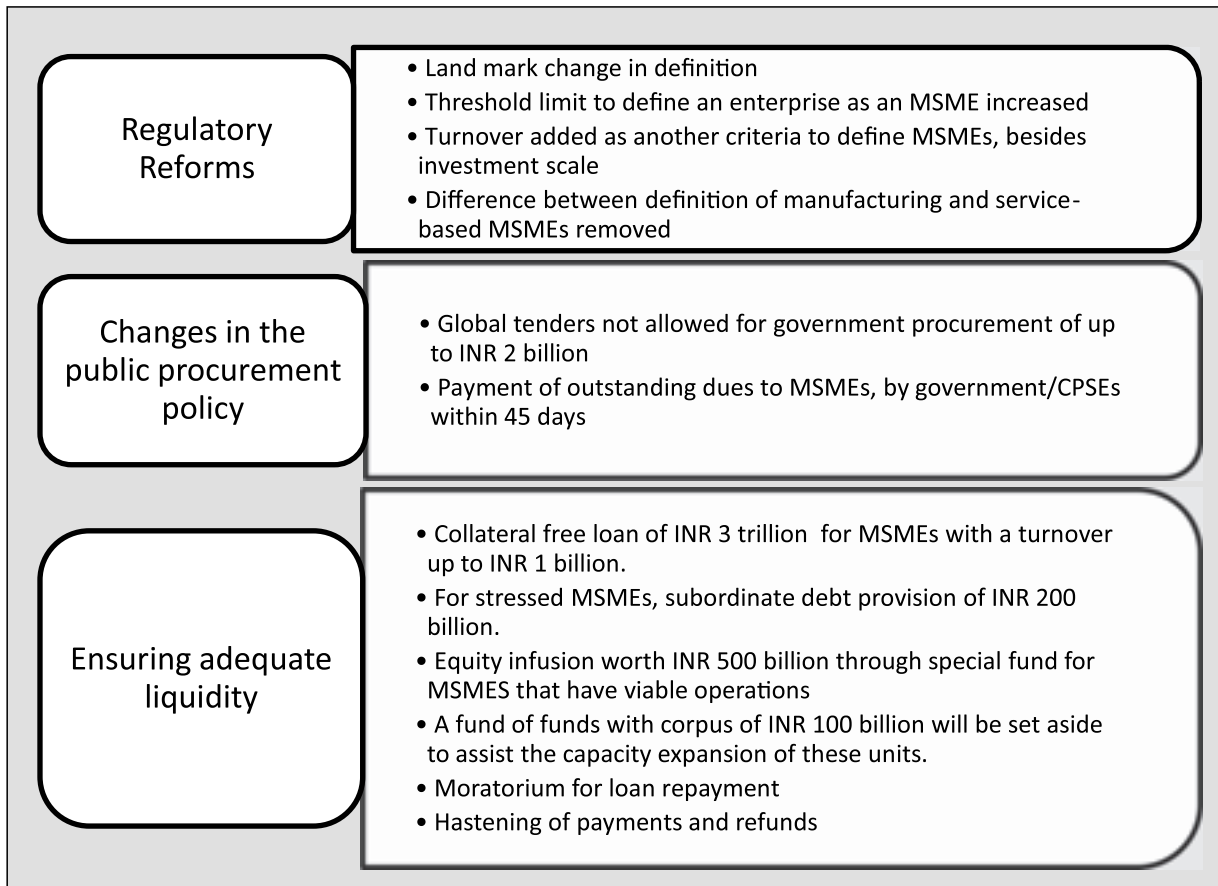 Regulatory
Reforms
• Land mark change in definition
• Threshold limit to define an enterprise as an MSME increased
• Turnover added as another criteria to define MSMEs, besides
investment scale
• Difference between definition of manufacturing and service-
based MSMEs removed
Changes in the
public procurement
policy
• Global tenders not allowed for government procurement of up
to INR 2 billion
• Payment of outstanding dues to MSMEs, by government/CPSEs
within 45 days
Ensuring adequate
liquidity
• Collateral free loan of INR 3 trillion  for MSMEs with a turnover
up to INR 1 billion.
• For stressed MSMEs, subordinate debt provision of INR 200
billion.
• Equity infusion worth INR 500 billion through special fund for
MSMES that have viable operations
• A fund of funds with corpus of INR 100 billion will be set aside
to assist the capacity expansion of these units.
• Moratorium for loan repayment
• Hastening of payments and refunds